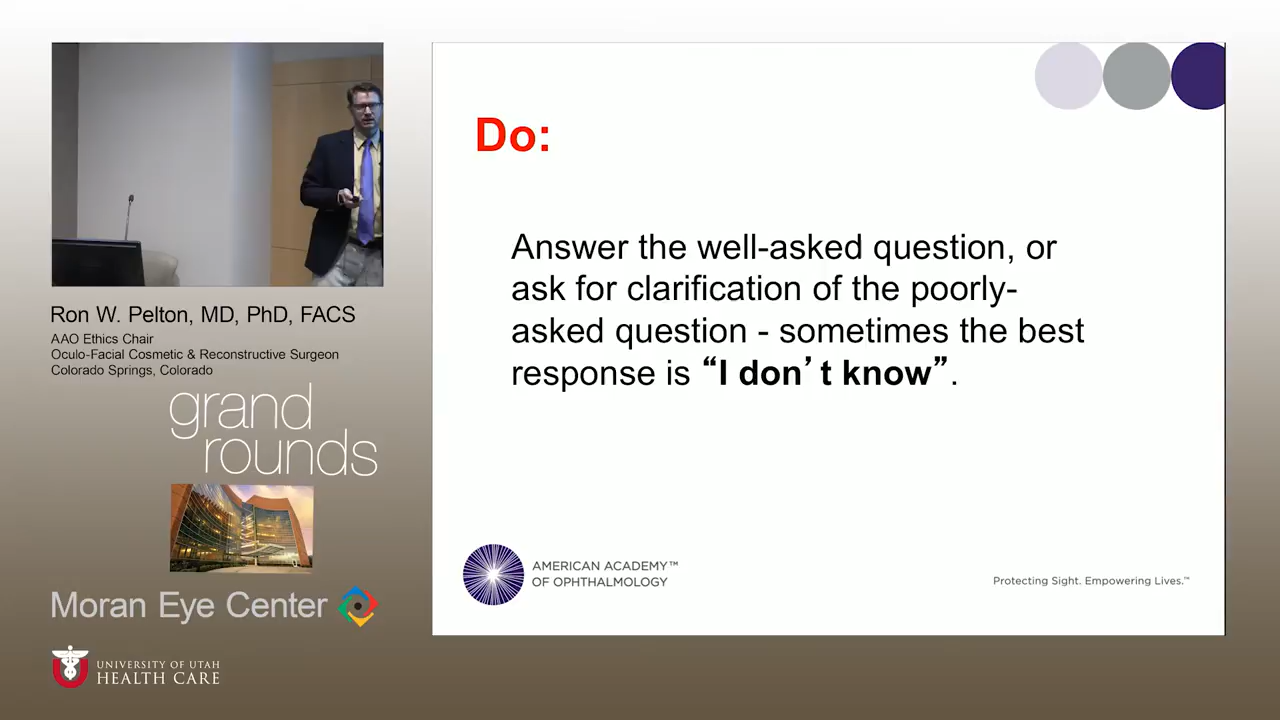 Ron W. Pelton, MD, PhD, FACS
AAO Ethics Chair
Oculo-Facial Cosmetic & Reconstructive Surgeon
Colorado Springs, Colorado
grand
rounds
Moran Eye Center
UNIVERSITY OF UTAH
HEALTH CARE
Do:
Answer the well-asked question, or
ask for clarification of the poorly-
asked question - sometimes the best
response is “I don’t know”.
AMERICAN ACADEMY™
OF OPHTHALMOLOGY
Protecting Sight. Empowering Lives.™